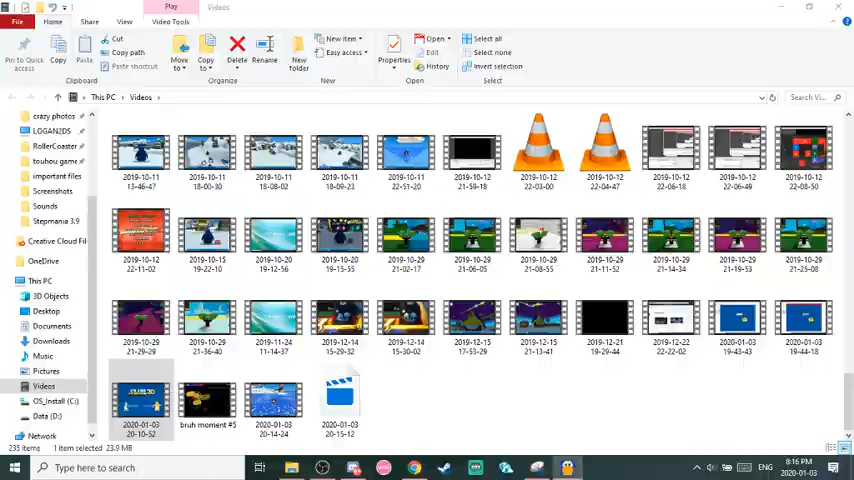 Play
Videos
File
Home
Share
View
Video Tools
Pin to Quick access
Copy
Paste
Cut
Copy path
Paste shortcut
Move to
Copy to
Delete
Rename
New folder
New item
Easy access
Properties
Open
Edit
History
Select all
Select none
Invert selection
Clipboard
Organize
New
Open
Select
This PC
Videos
Search Vi...
crazy photos
LOGAN2DS
RollerCoaster
touhou game
important files
Screenshots
Sounds
Stepmania 3.9
Creative Cloud Fil
OneDrive
This PC
3D Objects
Desktop
Documents
Downloads
Music
Pictures
Videos
OS_Install (C:)
Data (D:)
Network
2019-10-11 13-46-47
2019-10-11 18-00-30
2019-10-11 18-08-02
2019-10-11 18-09-23
2019-10-11 22-51-20
2019-10-12 21-59-18
2019-10-12 22-03-00
2019-10-12 22-04-47
2019-10-12 22-06-18
2019-10-12 22-06-49
2019-10-12 22-08-50
2019-10-12 22-11-02
2019-10-15 19-22-10
2019-10-20 19-12-56
2019-10-20 19-15-55
2019-10-29 21-02-17
2019-10-29 21-06-05
2019-10-29 21-08-55
2019-10-29 21-11-52
2019-10-29 21-14-34
2019-10-29 21-19-53
2019-10-29 21-25-08
2019-10-29 21-29-29
2019-10-29 21-36-40
2019-11-24 11-14-37
2019-12-14 15-29-32
2019-12-14 15-30-02
2019-12-15 17-53-29
2019-12-15 21-13-41
2019-12-21 19-29-44
2019-12-22 22-22-02
2020-01-03 19-43-43
2020-01-03 19-44-18
2020-01-03 20-10-52
bruh moment #5
2020-01-03 20-14-24
2020-01-03 20-15-12
235 items
1 item selected 23.9 MB
Type here to search
ENG
8:16 PM
2020-01-03